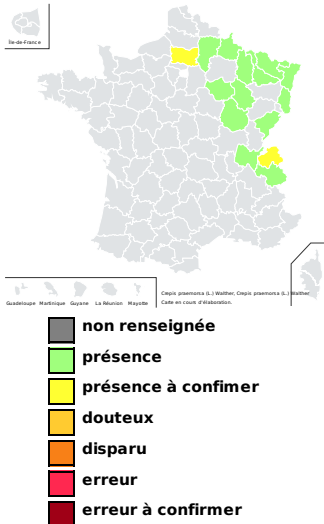 Île-de-France
Guadeloupe Martinique Guyane La Réunion Mayotte
Crepis praemorsa (L.) Walther, Crepis praemorsa (L.) Walther
Carte en cours d'élaboration.
non renseignée
présence
présence à confimer
douteux
disparu
erreur
erreur à confirmer